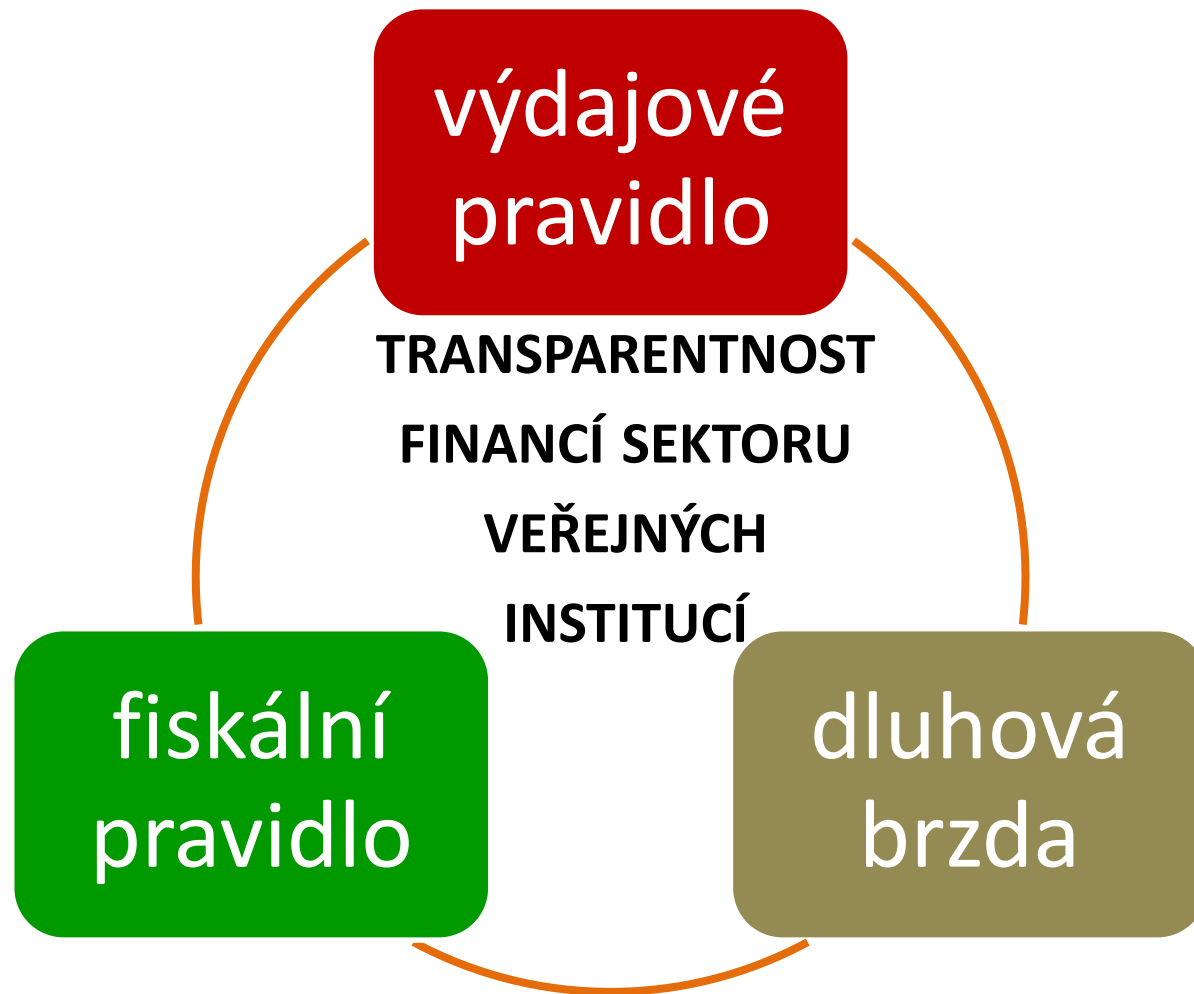 výdajové
pravidlo
TRANSPARENTNOST
FINANCÍ SEKTORU
VEŘEJNÝCH
INSTITUCÍ
fiskální
pravidlo
dluhová
brzda